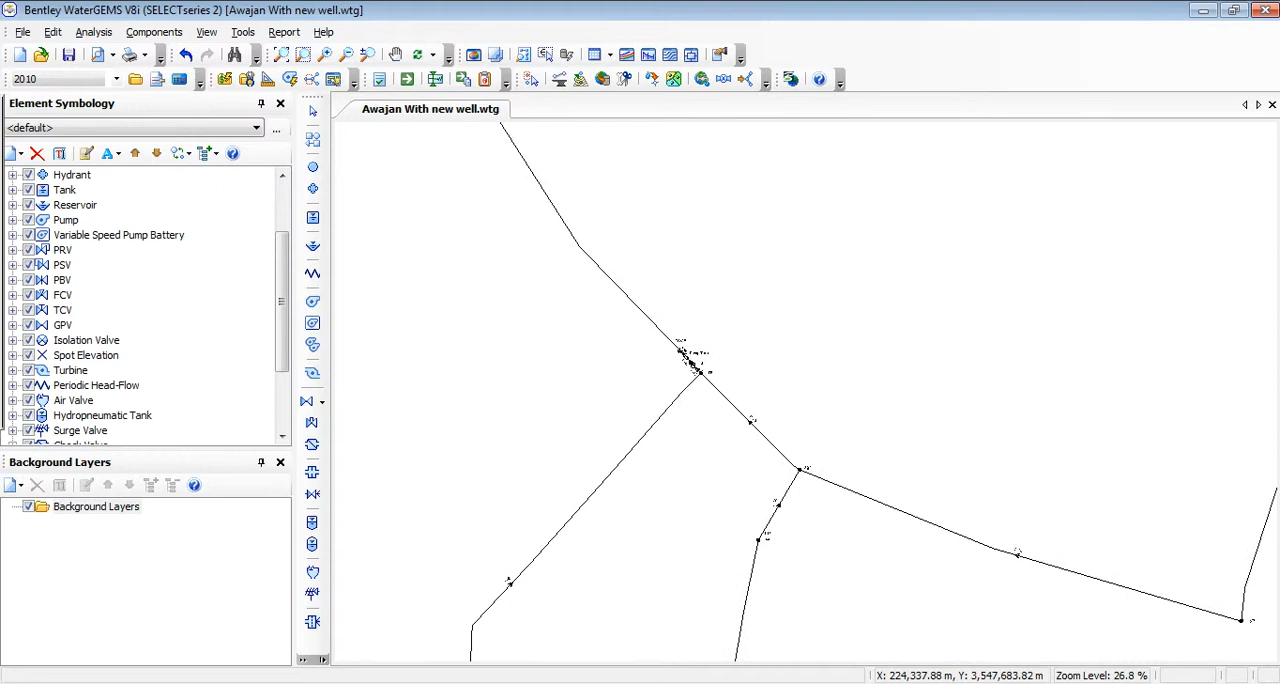 Bentley WaterGEMS V8i (SELECTseries 2) [Awajan With new well.wtg]
File Edit Analysis Components View Tools Report Help
2010
Element Symbology
<default>
...
Hydrant
Tank
Reservoir
Pump
Variable Speed Pump Battery
PRV
PSV
PBV
FCV
TCV
GPV
Isolation Valve
Spot Elevation
Turbine
Periodic Head-Flow
Air Valve
Hydropneumatic Tank
Surge Valve
Check Valve
Background Layers
Background Layers
Awajan With new well.wtg
X: 224,337.88 m, Y: 3,547,683.82 m
Zoom Level: 26.8 %